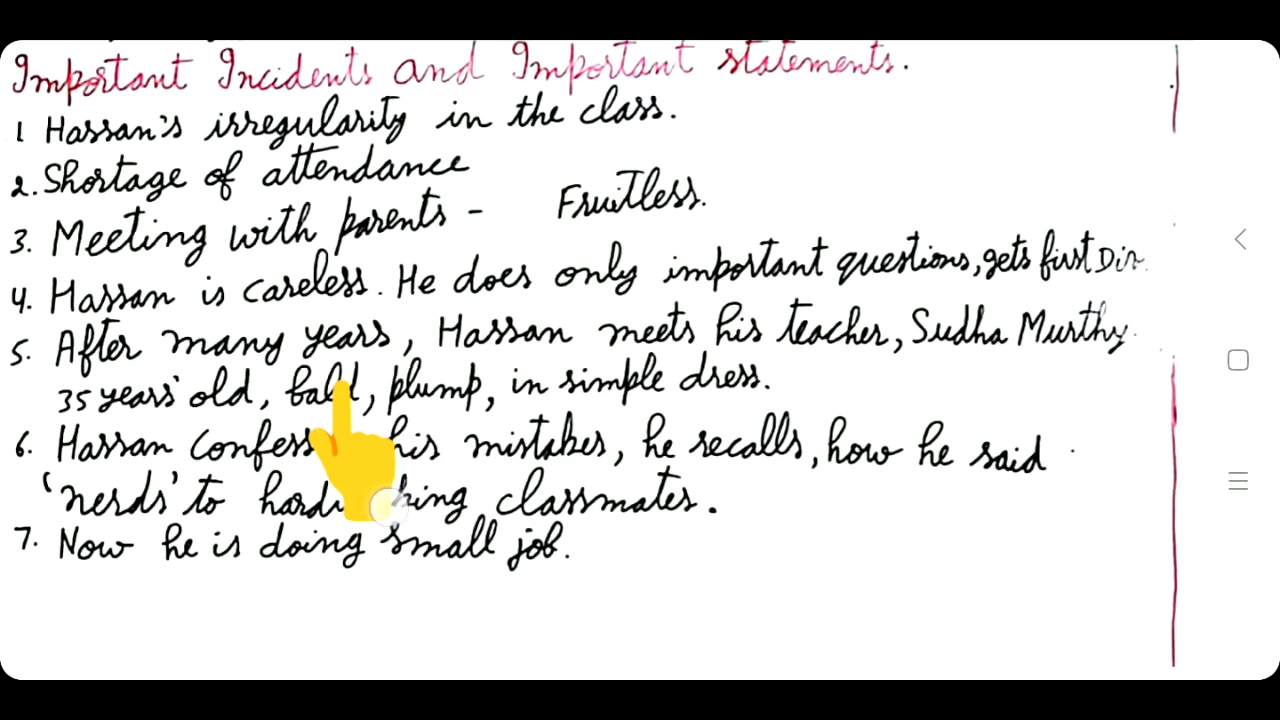 Important Incidents and Important statements.
1 Hassan's irregularity in the class.
2. Shortage of attendance
3. Meeting with parents - Fruitless.
4. Hassan is careless. He does only important questions, gets first Div
5. After many years, Hassan meets his teacher, Sudha Murthy.
35 years' old, bald, plump, in simple dress.
6. Hassan his mistakes, he recalls, how he said
'nerds' to classmates.
7. Now he is doing small job.